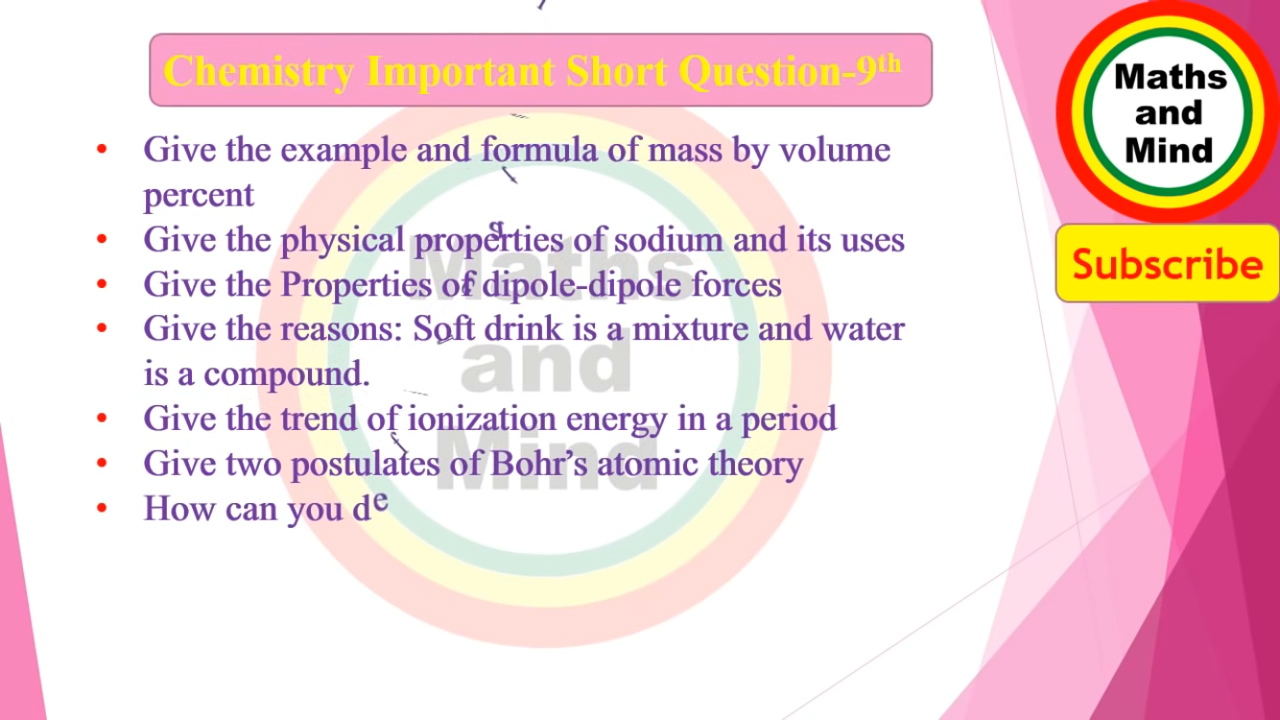 Chemistry Important Short Question-9th
Maths
and
Mind
Subscribe
• Give the example and formula of mass by volume
percent
• Give the physical properties of sodium and its uses
• Give the Properties of dipole-dipole forces
• Give the reasons: Soft drink is a mixture and water
is a compound.
• Give the trend of ionization energy in a period
• Give two postulates of Bohr's atomic theory
• How can you de
Maths
and
Mind